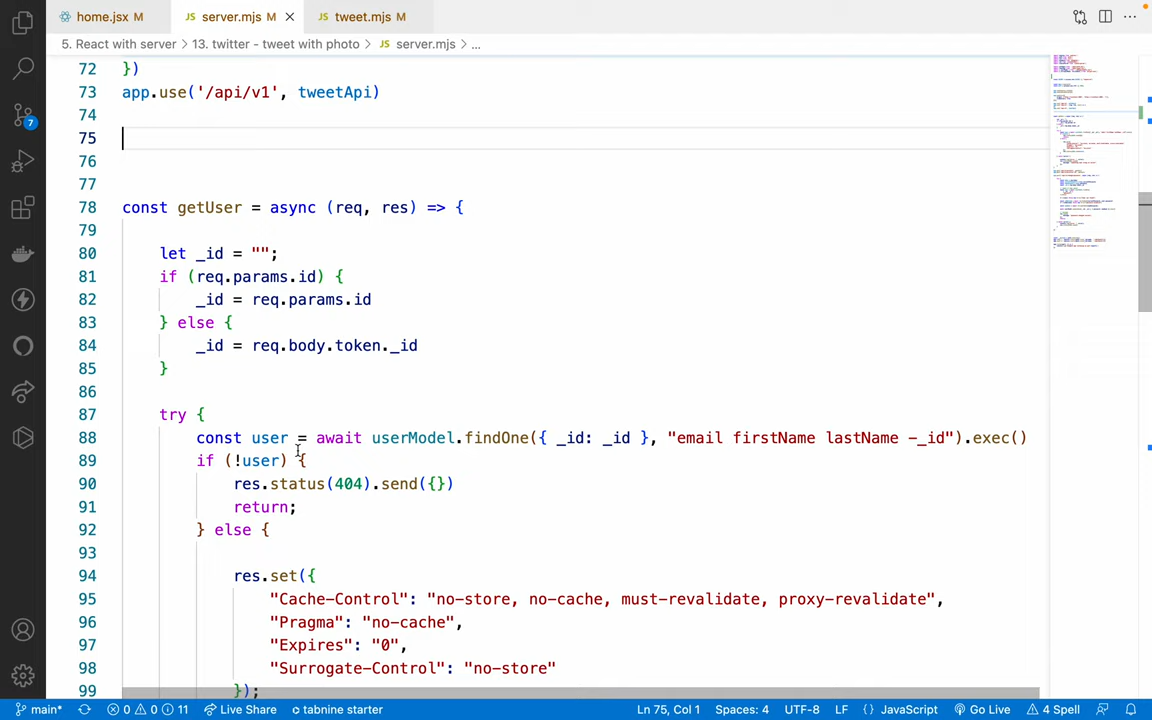 home.jsx M
JS server.mjs M
JS tweet.mjs M
5. React with server > 13. twitter - tweet with photo > JS server.mjs > ...
72 })
73 app.use('/api/v1', tweetApi)
74
75
76
77
78 const getUser = async (req, res) => {
79
80 let _id = "";
81 if (req.params.id) {
82 _id = req.params.id
83 } else {
84 _id = req.body.token._id
85 }
86
87 try {
88 const user = await userModel.findOne({ _id: _id }, "email firstName lastName -_id").exec()
89 if (!user) {
90 res.status(404).send({})
91 return;
92 } else {
93
94 res.set({
95 "Cache-Control": "no-store, no-cache, must-revalidate, proxy-revalidate",
96 "Pragma": "no-cache",
97 "Expires": "0",
98 "Surrogate-Control": "no-store"
99 });
7
main* 0 0 11 Live Share tabnine starter Ln 75, Col 1 Spaces: 4 UTF-8 LF {} JavaScript Go Live 4 Spell